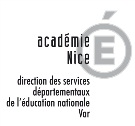 académie
Nice
direction des services
départementaux
de l'éducation nationale
Var